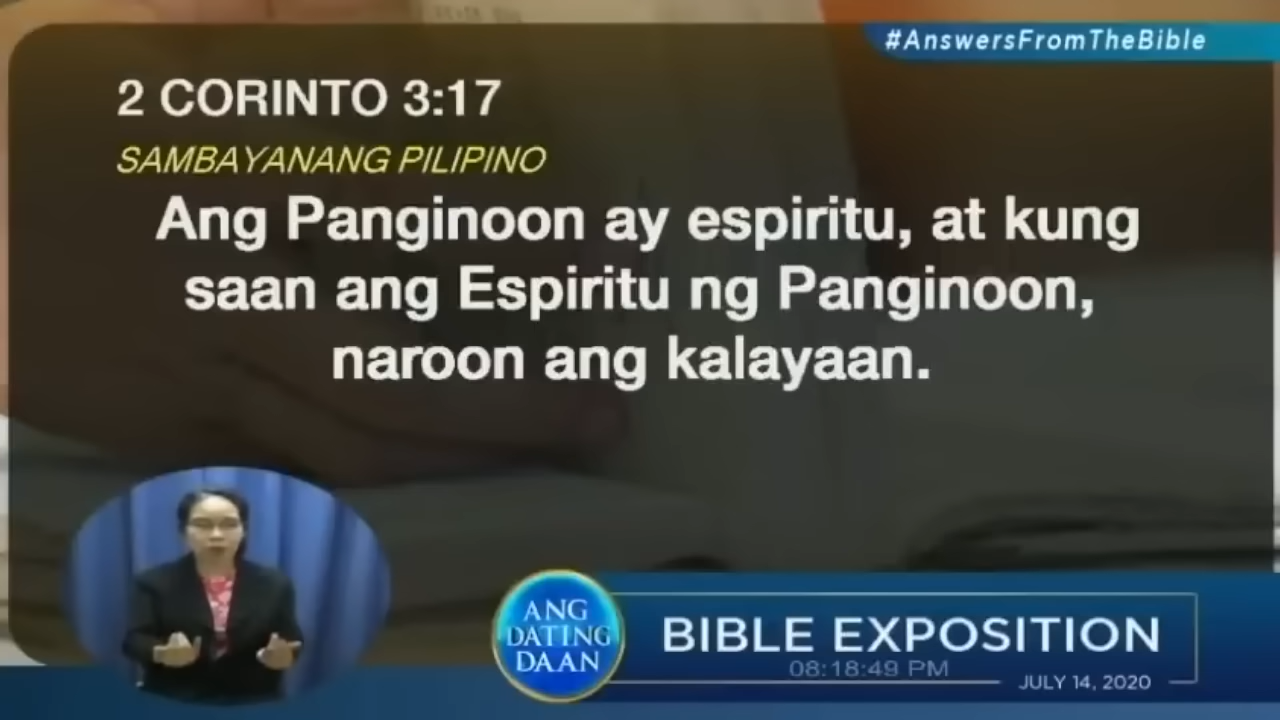 #AnswersFromTheBible
2 CORINTO 3:17
SAMBAYANANG PILIPINO
Ang Panginoon ay espiritu, at kung
saan ang Espiritu ng Panginoon,
naroon ang kalayaan.
ANG
DATING
DAAN
BIBLE EXPOSITION
08:18:49 PM
JULY 14, 2020